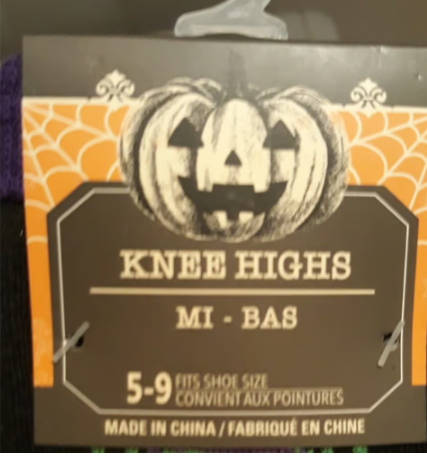 KNEE HIGHS
MI - BAS
5-9 FITS SHOE SIZE
CONVIENT AUX POINTURES
MADE IN CHINA / FABRIQUÉ EN CHINE